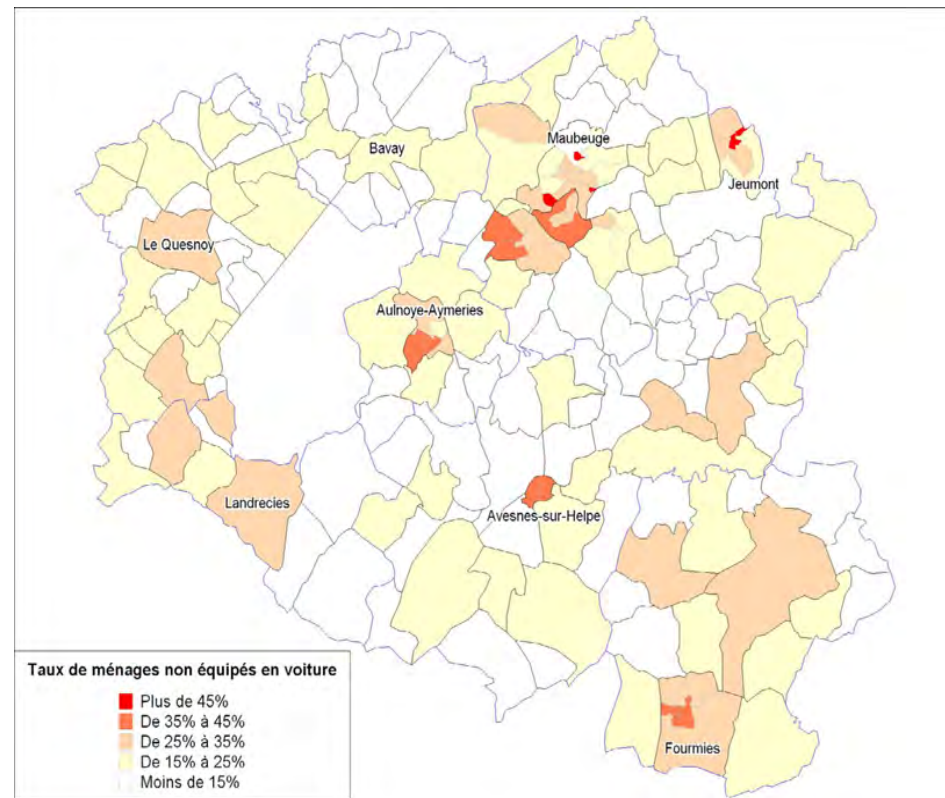 Maubeuge
Bavay
Jeumont
Le Quesnoy
Aulnoye-Aymeries
Landrecies
Avesnes-sur-Helpe
Fourmies
Taux de ménages non équipés en voiture
Plus de 45%
De 35% à 45%
De 25% à 35%
De 15% à 25%
Moins de 15%